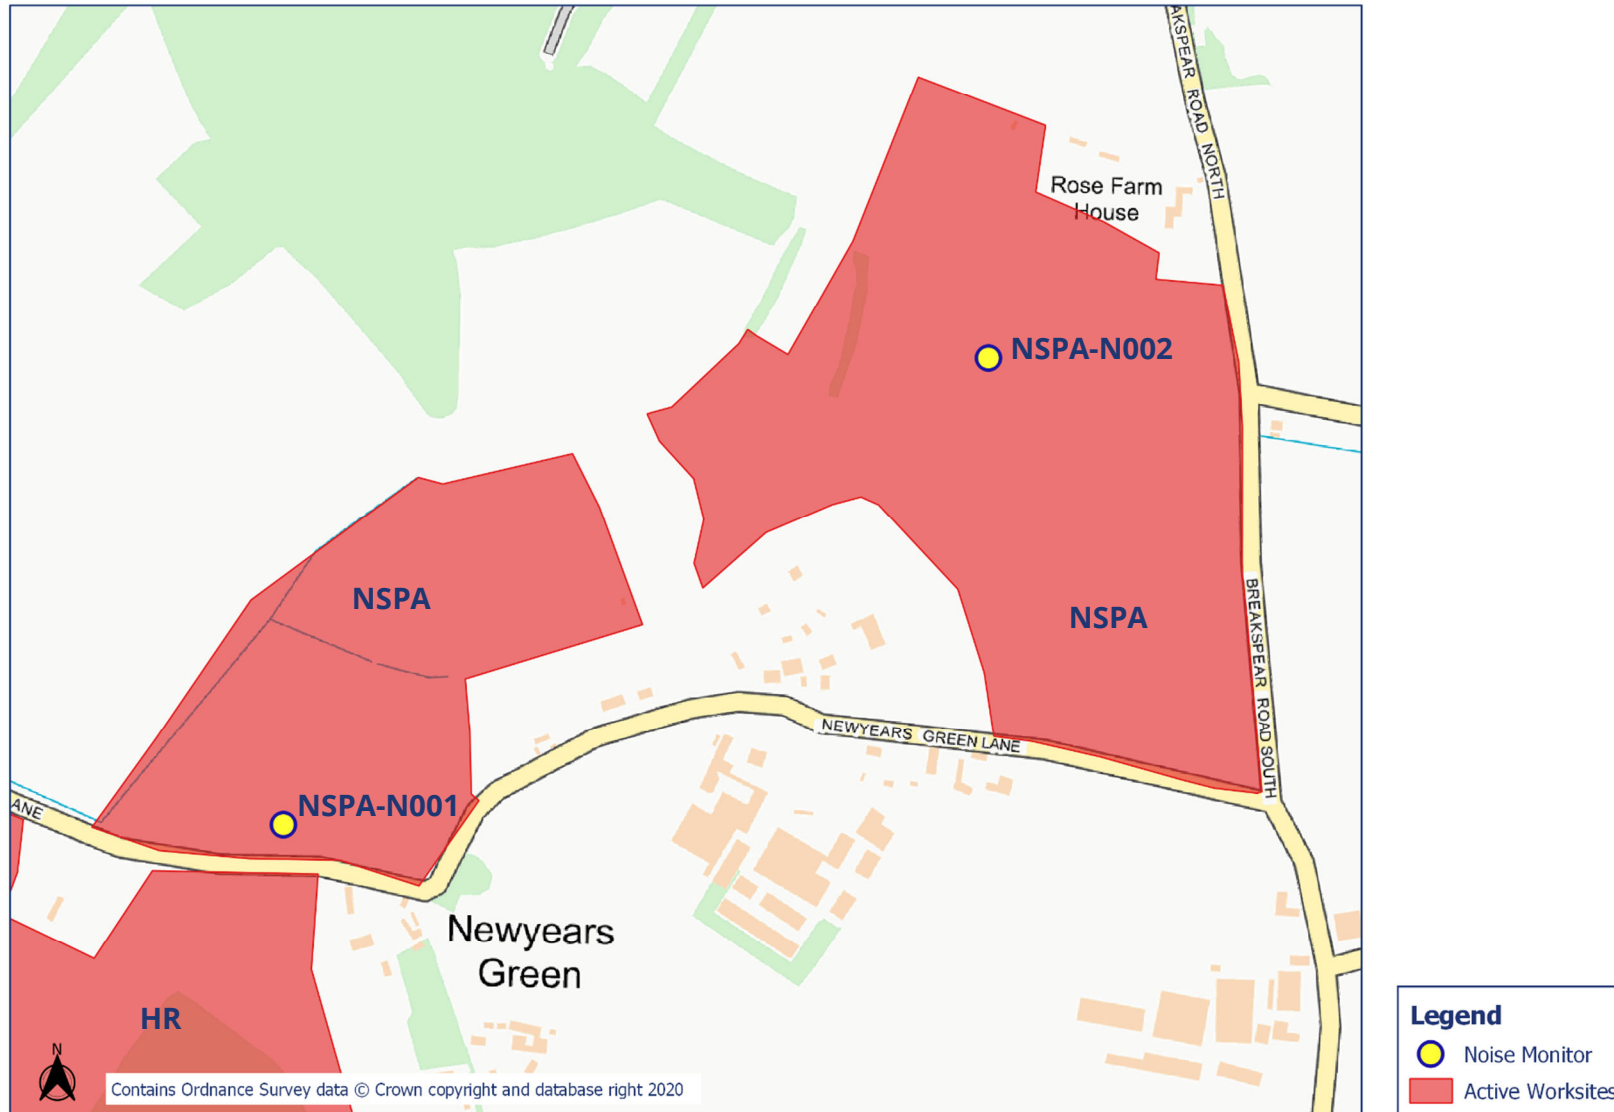 AKSPEAR ROAD NORTH
Rose Farm
House
NSPA-N002
NSPA
NSPA
BREAKSPEAR ROAD SOUTH
NEWYEARS GREEN LANE
NSPA-N001
ANE
Newyears
Green
HR
N
Contains Ordnance Survey data © Crown copyright and database right 2020
Legend
Noise Monitor
Active Worksites